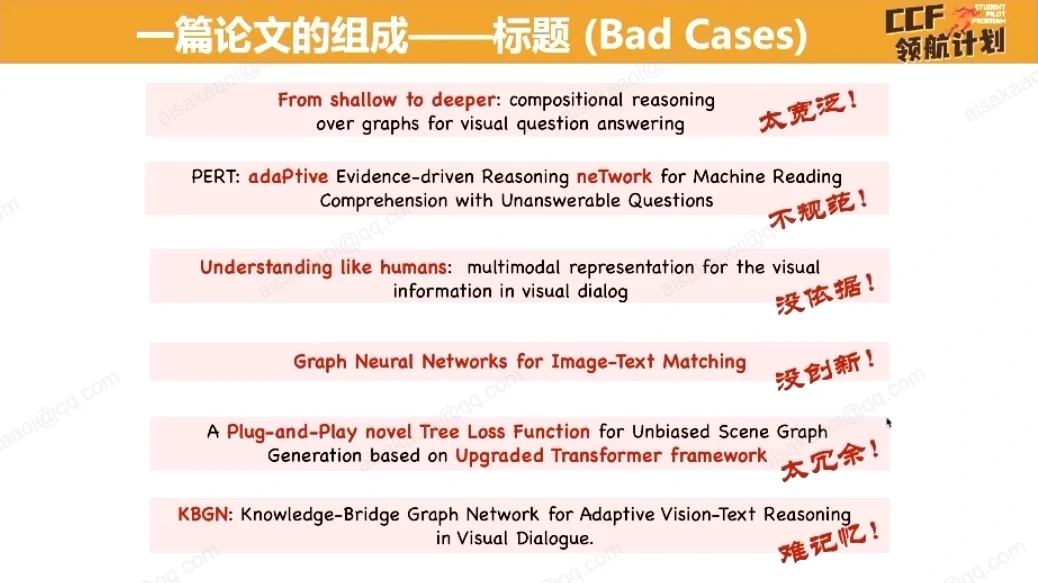 一篇论文的组成——标题 (Bad Cases)
CCF
STUDENT
PILOT
PROGRAM
领航计划
From shallow to deeper: compositional reasoning
over graphs for visual question answering
太宽泛！
PERT: adaPtive Evidence-driven Reasoning neTwork for Machine Reading
Comprehension with Unanswerable Questions
不规范！
Understanding like humans: multimodal representation for the visual
information in visual dialog
没依据！
Graph Neural Networks for Image-Text Matching
没创新！
A Plug-and-Play novel Tree Loss Function for Unbiased Scene Graph
Generation based on Upgraded Transformer framework
太冗余！
KBGN: Knowledge-Bridge Graph Network for Adaptive Vision-Text Reasoning
in Visual Dialogue.
难记忆！
aisakaaoi@qq.com